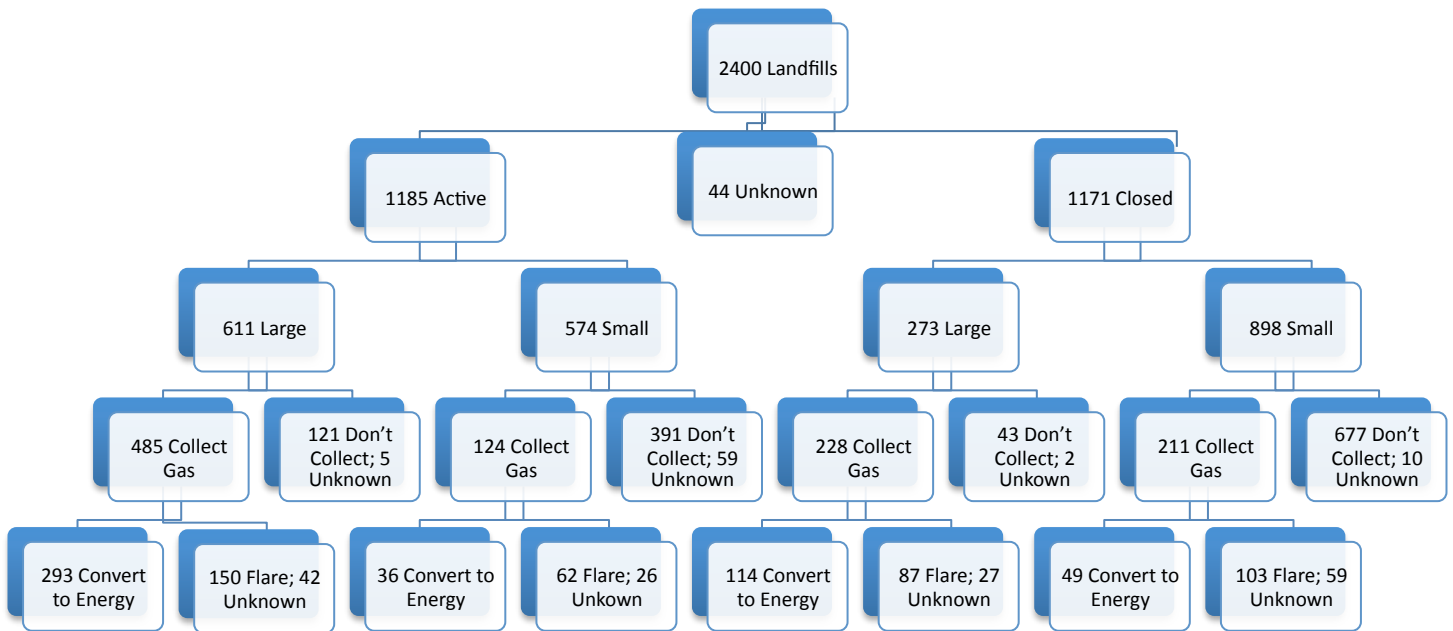 2400 Landfills
1185 Active
44 Unknown
1171 Closed
611 Large
574 Small
273 Large
898 Small
485 Collect
Gas
121 Don't
Collect; 5
Unknown
124 Collect
Gas
391 Don't
Collect; 59
Unknown
228 Collect
Gas
43 Don't
Collect; 2
Unkown
211 Collect
Gas
677 Don't
Collect; 10
Unknown
293 Convert
to Energy
150 Flare; 42
Unknown
36 Convert to
Energy
62 Flare; 26
Unkown
114 Convert
to Energy
87 Flare; 27
Unknown
49 Convert to
Energy
103 Flare; 59
Unknown